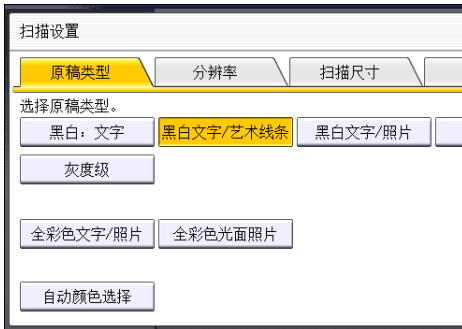 扫描设置
原稿类型 分辨率 扫描尺寸
选择原稿类型。
黑白：文字 黑白文字/艺术线条 黑白文字/照片
灰度级
全彩色文字/照片 全彩色光面照片
自动颜色选择